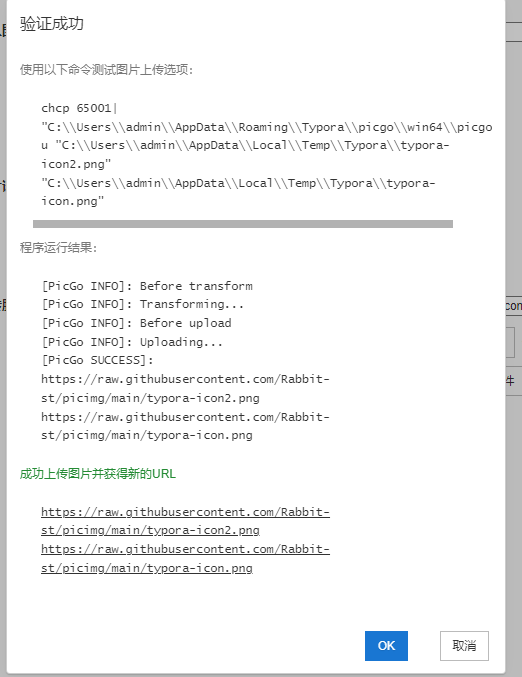 验证成功
使用以下命令测试图片上传选项:
chcp 65001|
"C:\\Users\\admin\\AppData\\Roaming\\Typora\\picgo\\win64\\picgo
u "C:\\Users\\admin\\AppData\\Local\\Temp\\Typora\\typora-
icon2.png"
"C:\\Users\\admin\\AppData\\Local\\Temp\\Typora\\typora-
icon.png"
程序运行结果:
[PicGo INFO]: Before transform
[PicGo INFO]: Transforming...
[PicGo INFO]: Before upload
[PicGo INFO]: Uploading...
[PicGo SUCCESS]:
https://raw.githubusercontent.com/Rabbit-
st/picimg/main/typora-icon2.png
https://raw.githubusercontent.com/Rabbit-
st/picimg/main/typora-icon.png
成功上传图片并获得新的URL
https://raw.githubusercontent.com/Rabbit-
st/picimg/main/typora-icon2.png
https://raw.githubusercontent.com/Rabbit-
st/picimg/main/typora-icon.png
OK
取消
con
件